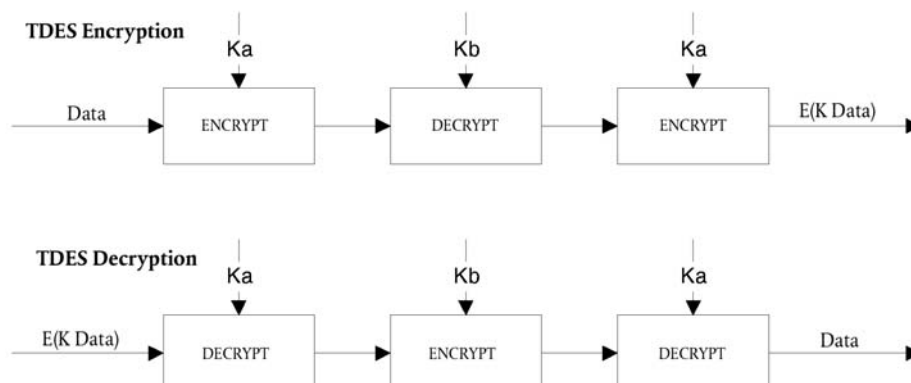 TDES Encryption
Ka
Kb
Ka
Data
ENCRYPT
DECRYPT
ENCRYPT
E(K Data)
TDES Decryption
Ka
Kb
Ka
E(K Data)
DECRYPT
ENCRYPT
DECRYPT
Data